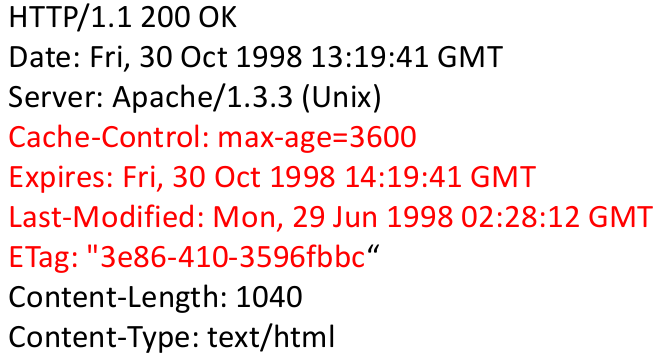 HTTP/1.1 200 OK
Date: Fri, 30 Oct 1998 13:19:41 GMT
Server: Apache/1.3.3 (Unix)
Cache-Control: max-age=3600
Expires: Fri, 30 Oct 1998 14:19:41 GMT
Last-Modified: Mon, 29 Jun 1998 02:28:12 GMT
ETag: "3e86-410-3596fbbc“
Content-Length: 1040
Content-Type: text/html